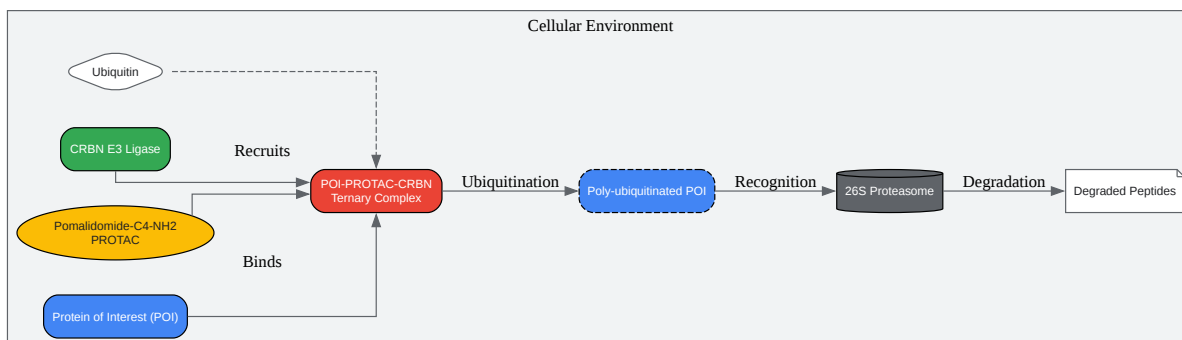 Cellular Environment
Ubiquitin
CRBN E3 Ligase
Recruits
POI-PROTAC-CRBN
Ternary Complex
Ubiquitination
Poly-ubiquitinated POI
Recognition
26S Proteasome
Degradation
Degraded Peptides
Pomalidomide-C4-NH2
PROTAC
Binds
Protein of Interest (POI)